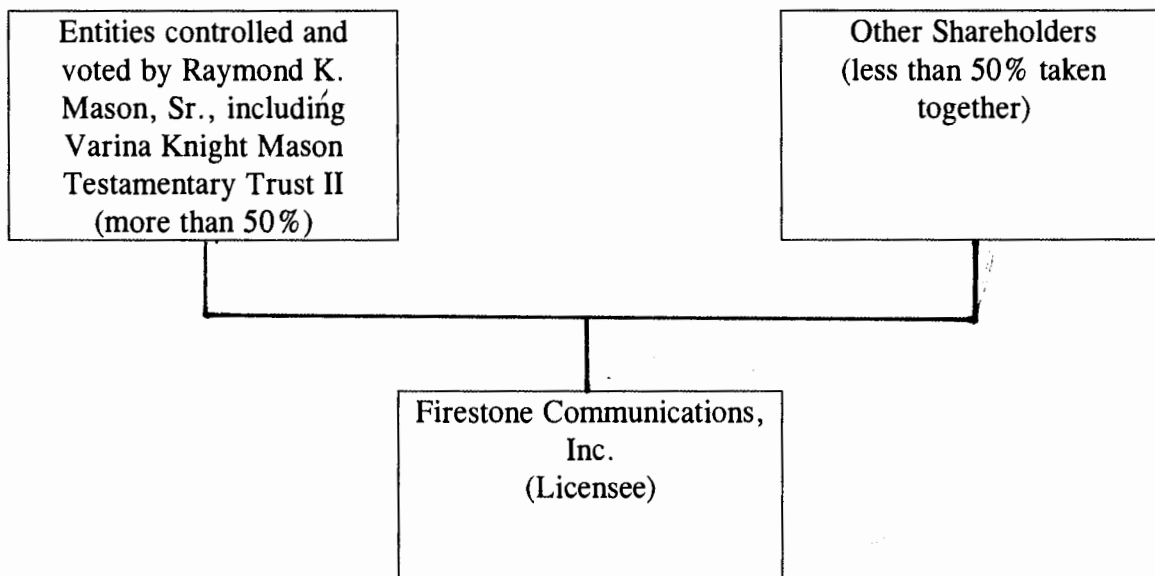 Entities controlled and
voted by Raymond K.
Mason, Sr., including
Varina Knight Mason
Testamentary Trust II
(more than 50%)
Other Shareholders
(less than 50% taken
together)
Firestone Communications,
Inc.
(Licensee)